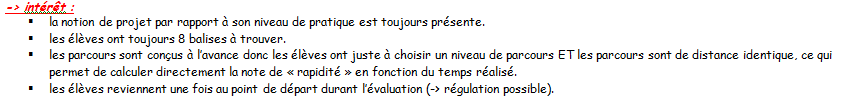 -> intérêt :
▪ la notion de projet par rapport à son niveau de pratique est toujours présente.
▪ les élèves ont toujours 8 balises à trouver.
▪ les parcours sont conçus à l'avance donc les élèves ont juste à choisir un niveau de parcours ET les parcours sont de distance identique, ce qui
permet de calculer directement la note de « rapidité » en fonction du temps réalisé.
▪ les élèves reviennent une fois au point de départ durant l'évaluation (-> régulation possible).